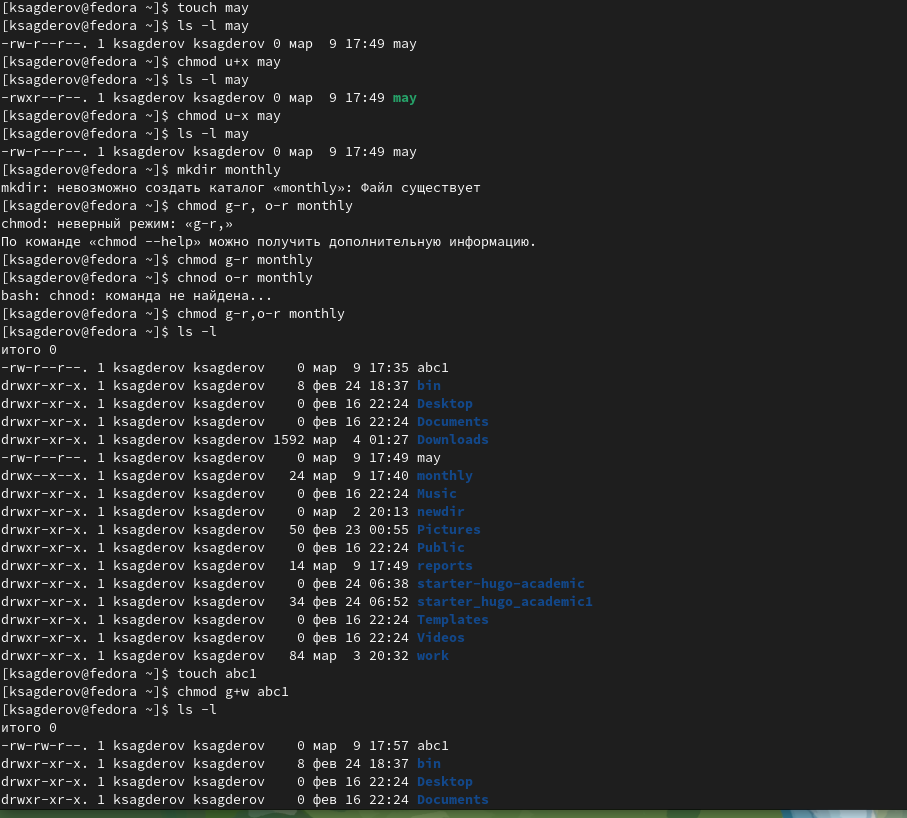 [ksagderov@fedora ~]$ touch may
[ksagderov@fedora ~]$ ls -l may
-rw-r--r--. 1 ksagderov ksagderov 0 мар  9 17:49 may
[ksagderov@fedora ~]$ chmod u+x may
[ksagderov@fedora ~]$ ls -l may
-rwxr--r--. 1 ksagderov ksagderov 0 мар  9 17:49 may
[ksagderov@fedora ~]$ chmod u-x may
[ksagderov@fedora ~]$ ls -l may
-rw-r--r--. 1 ksagderov ksagderov 0 мар  9 17:49 may
[ksagderov@fedora ~]$ mkdir monthly
mkdir: невозможно создать каталог «monthly»: Файл существует
[ksagderov@fedora ~]$ chmod g-r, o-r monthly
chmod: неверный режим: «g-r,»
По команде «chmod --help» можно получить дополнительную информацию.
[ksagderov@fedora ~]$ chmod g-r monthly
[ksagderov@fedora ~]$ chnod o-r monthly
bash: chnod: команда не найдена...
[ksagderov@fedora ~]$ chmod g-r,o-r monthly
[ksagderov@fedora ~]$ ls -l
итого 0
-rw-r--r--. 1 ksagderov ksagderov    0 мар  9 17:35 abc1
drwxr-xr-x. 1 ksagderov ksagderov    8 фев 24 18:37 bin
drwxr-xr-x. 1 ksagderov ksagderov    0 фев 16 22:24 Desktop
drwxr-xr-x. 1 ksagderov ksagderov    0 фев 16 22:24 Documents
drwxr-xr-x. 1 ksagderov ksagderov 1592 мар  4 01:27 Downloads
-rw-r--r--. 1 ksagderov ksagderov    0 мар  9 17:49 may
drwx--x--x. 1 ksagderov ksagderov   24 мар  9 17:40 monthly
drwxr-xr-x. 1 ksagderov ksagderov    0 фев 16 22:24 Music
drwxr-xr-x. 1 ksagderov ksagderov    0 мар  2 20:13 newdir
drwxr-xr-x. 1 ksagderov ksagderov   50 фев 23 00:55 Pictures
drwxr-xr-x. 1 ksagderov ksagderov    0 фев 16 22:24 Public
drwxr-xr-x. 1 ksagderov ksagderov   14 мар  9 17:49 reports
drwxr-xr-x. 1 ksagderov ksagderov    0 фев 24 06:38 starter-hugo-academic
drwxr-xr-x. 1 ksagderov ksagderov   34 фев 24 06:52 starter_hugo_academic1
drwxr-xr-x. 1 ksagderov ksagderov    0 фев 16 22:24 Templates
drwxr-xr-x. 1 ksagderov ksagderov    0 фев 16 22:24 Videos
drwxr-xr-x. 1 ksagderov ksagderov   84 мар  3 20:32 work
[ksagderov@fedora ~]$ touch abc1
[ksagderov@fedora ~]$ chmod g+w abc1
[ksagderov@fedora ~]$ ls -l
итого 0
-rw-rw-r--. 1 ksagderov ksagderov    0 мар  9 17:57 abc1
drwxr-xr-x. 1 ksagderov ksagderov    8 фев 24 18:37 bin
drwxr-xr-x. 1 ksagderov ksagderov    0 фев 16 22:24 Desktop
drwxr-xr-x. 1 ksagderov ksagderov    0 фев 16 22:24 Documents